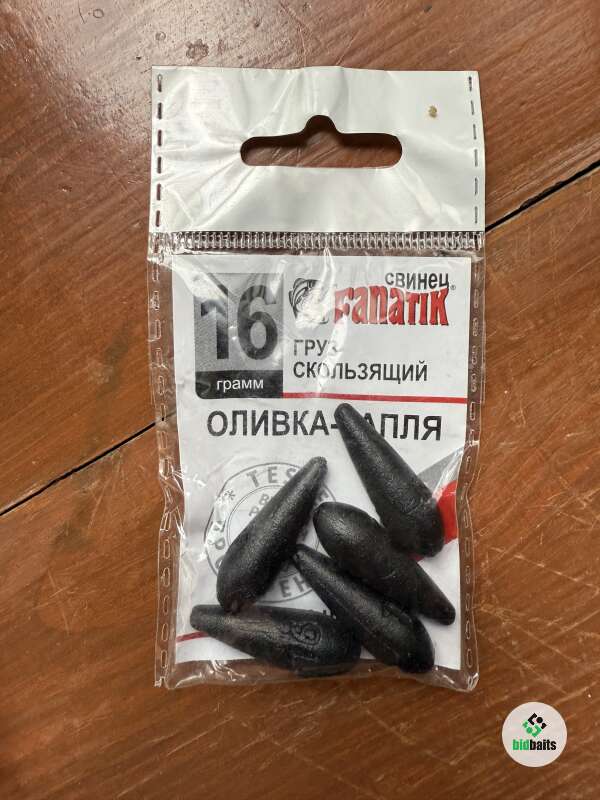 свинец
Fanatik®
16
грамм
ГРУЗ
СКОЛЬЗЯЩИЙ
ОЛИВКА-
bidbaits